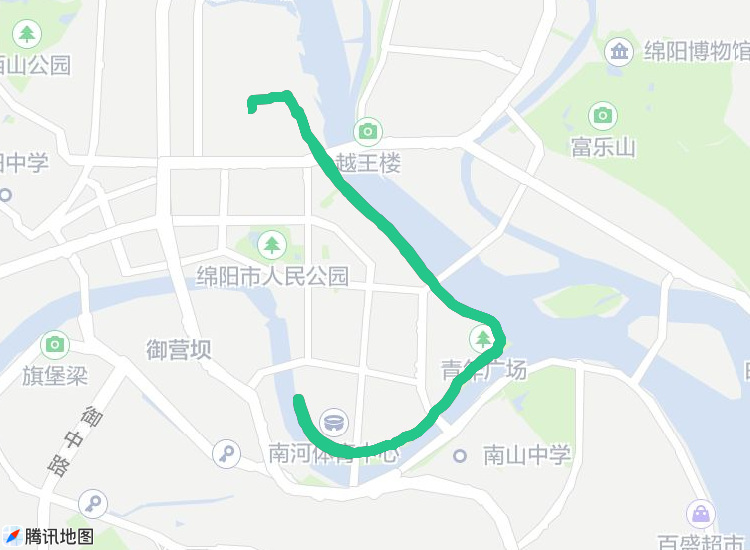 绵阳博物馆
西山公园
富乐山
越王楼
阳中学
绵阳市人民公园
御营坝
旗堡梁
青年广场
御中路
南河体育中心
南山中学
腾讯地图
百盛超市